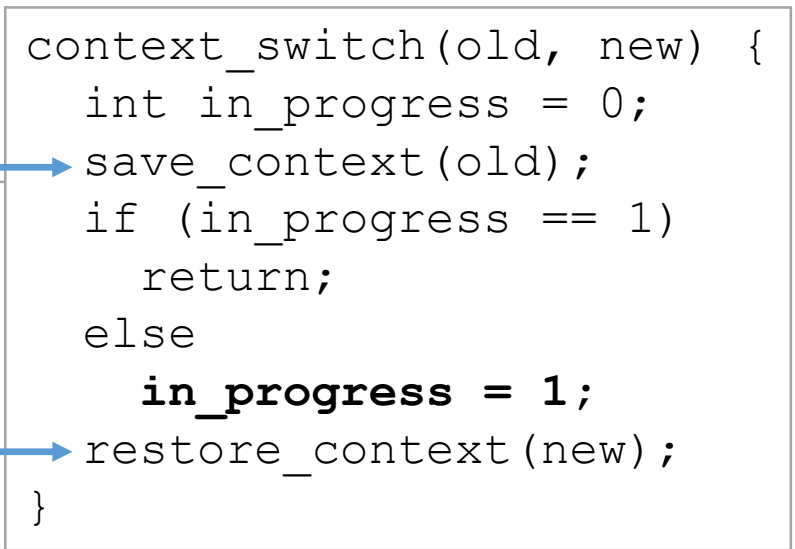 context_switch(old, new) {
  int in_progress = 0;
  save_context(old);
  if (in_progress == 1)
    return;
  else
    in_progress = 1;
  restore_context(new);
}